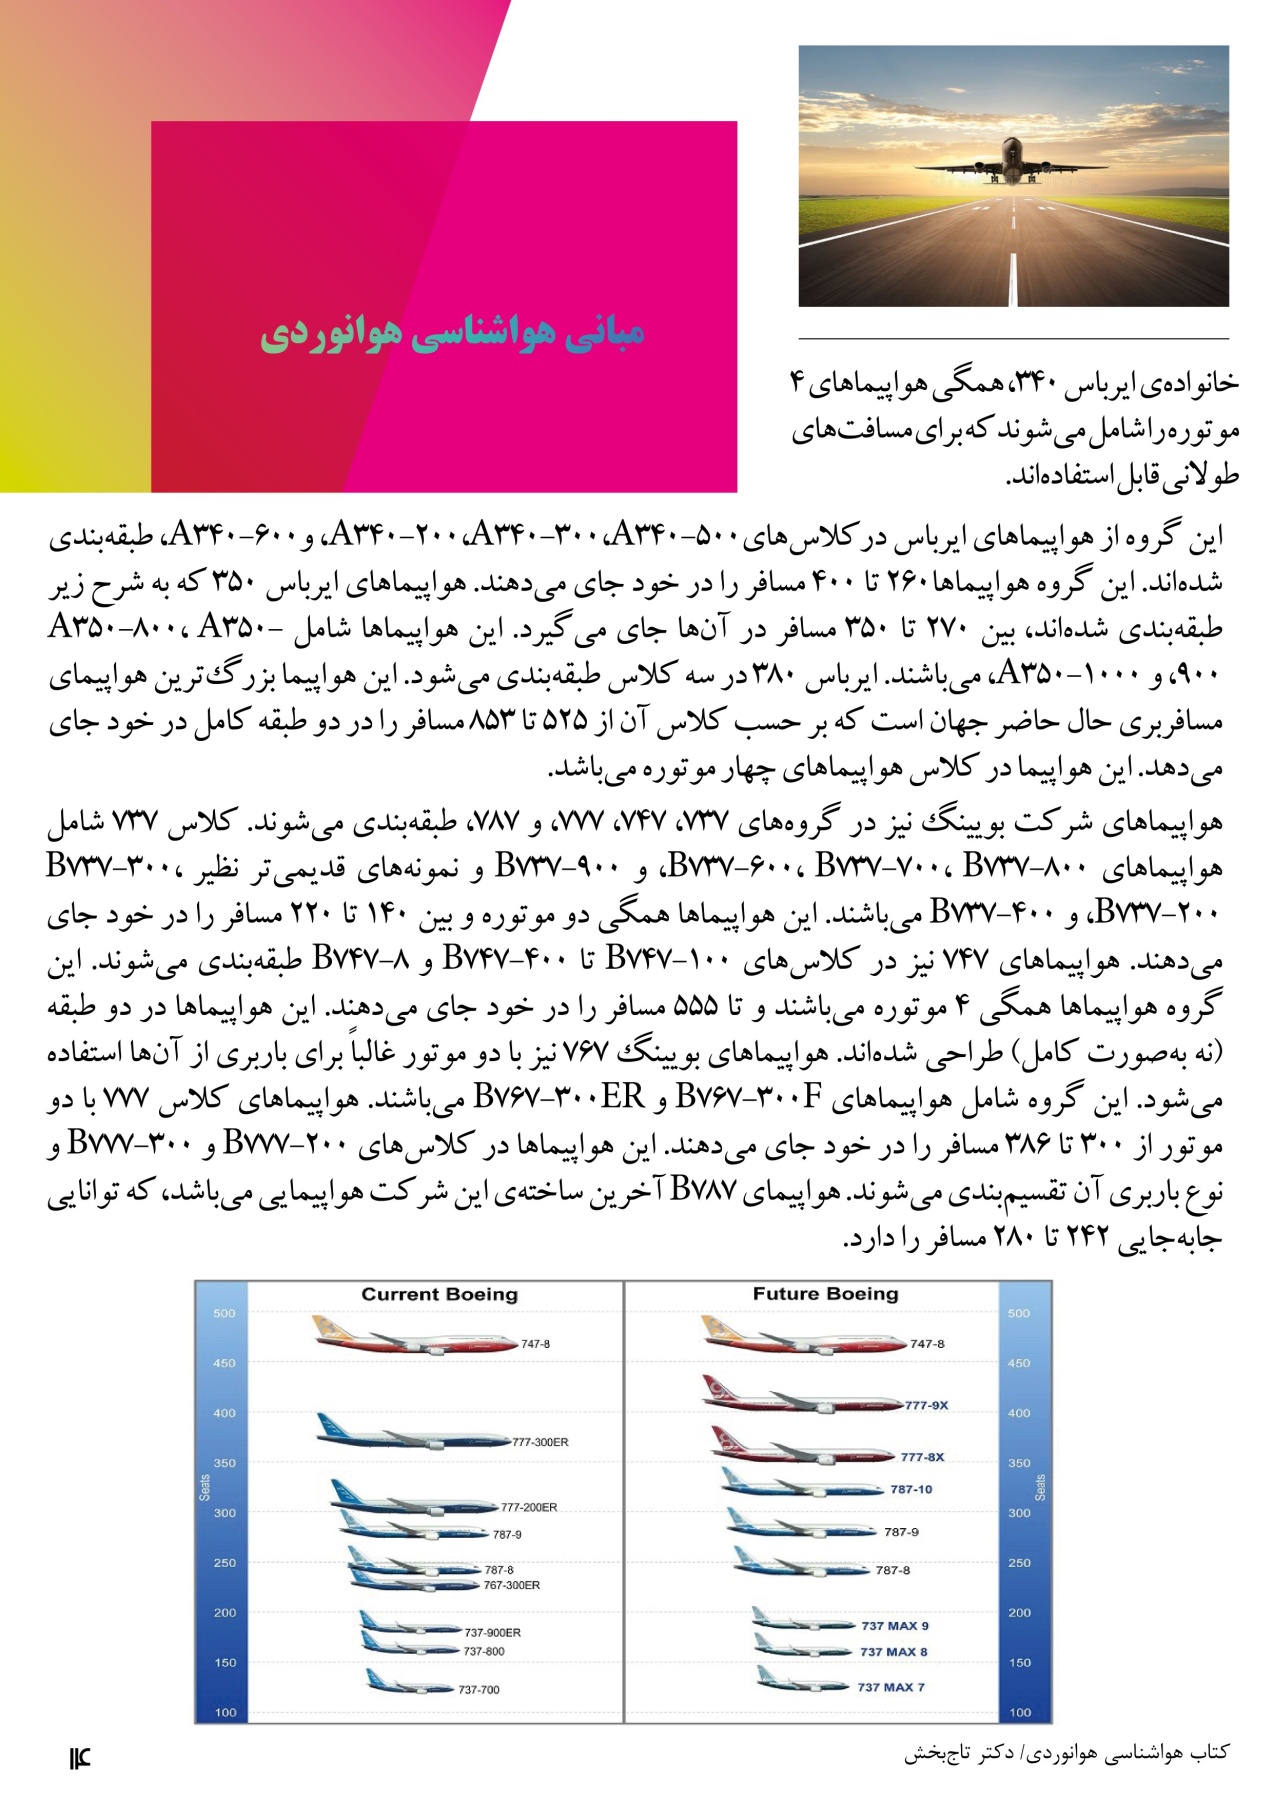 مبانی هواشناسی هوانوردی
خانواده‌ی ایرباس ۳۴۰، همگی هواپیماهای ۴
موتوره را شامل می‌شوند که برای مسافت‌های
طولانی قابل استفاده‌اند.
این گروه از هواپیماهای ایرباس در کلاس‌های A۳۴۰-۵۰۰، A۳۴۰-۳۰۰، A۳۴۰-۲۰۰، و A۳۴۰-۶۰۰، طبقه‌بندی
شده‌اند. این گروه هواپیماها ۲۶۰ تا ۴۰۰ مسافر را در خود جای می‌دهند. هواپیماهای ایرباس ۳۵۰ که به شرح زیر
طبقه‌بندی شده‌اند، بین ۲۷۰ تا ۳۵۰ مسافر در آن‌ها جای می‌گیرد. این هواپیماها شامل A۳۵۰-۸۰۰، A۳۵۰-
۹۰۰، و A۳۵۰-۱۰۰۰، می‌باشند. ایرباس ۳۸۰ در سه کلاس طبقه‌بندی می‌شود. این هواپیما بزرگ‌ترین هواپیمای
مسافربری حال حاضر جهان است که بر حسب کلاس آن از ۵۲۵ تا ۸۵۳ مسافر را در دو طبقه کامل در خود جای
می‌دهد. این هواپیما در کلاس هواپیماهای چهار موتوره می‌باشد.
هواپیماهای شرکت بویینگ نیز در گروه‌های ۷۳۷، ۷۴۷، ۷۷۷، و ۷۸۷، طبقه‌بندی می‌شوند. کلاس ۷۳۷ شامل
هواپیماهای B۷۳۷-۶۰۰، B۷۳۷-۷۰۰، B۷۳۷-۸۰۰، و B۷۳۷-۹۰۰ و نمونه‌های قدیمی‌تر نظیر B۷۳۷-۳۰۰،
B۷۳۷-۲۰۰، و B۷۳۷-۴۰۰ می‌باشند. این هواپیماها همگی دو موتوره و بین ۱۴۰ تا ۲۲۰ مسافر را در خود جای
می‌دهند. هواپیماهای ۷۴۷ نیز در کلاس‌های B۷۴۷-۱۰۰ تا B۷۴۷-۴۰۰ و B۷۴۷-۸ طبقه‌بندی می‌شوند. این
گروه هواپیماها همگی ۴ موتوره می‌باشند و تا ۵۵۵ مسافر را در خود جای می‌دهند. این هواپیماها در دو طبقه
(نه به‌صورت کامل) طراحی شده‌اند. هواپیماهای بویینگ ۷۶۷ نیز با دو موتور غالباً برای باربری از آن‌ها استفاده
می‌شود. این گروه شامل هواپیماهای B۷۶۷-۳۰۰F و B۷۶۷-۳۰۰ER می‌باشند. هواپیماهای کلاس ۷۷۷ با دو
موتور از ۳۰۰ تا ۳۸۶ مسافر را در خود جای می‌دهند. این هواپیماها در کلاس‌های B۷۷۷-۲۰۰ و B۷۷۷-۳۰۰ و
نوع باربری آن تقسیم‌بندی می‌شوند. هواپیمای B۷۸۷ آخرین ساخته‌ی این شرکت هواپیمایی می‌باشد، که توانایی
جابه‌جایی ۲۴۲ تا ۲۸۰ مسافر را دارد.
Current Boeing
500
450
400
350
300
250
200
150
100
Seats
747-8
777-300ER
777-200ER
787-9
787-8
767-300ER
737-900ER
737-800
737-700
Future Boeing
747-8
777-9X
777-8X
787-10
787-9
787-8
737 MAX 9
737 MAX 8
737 MAX 7
500
450
400
350
300
250
200
150
100
Seats
کتاب هواشناسی هوانوردی/ دکتر تاج‌بخش
۱۱۴